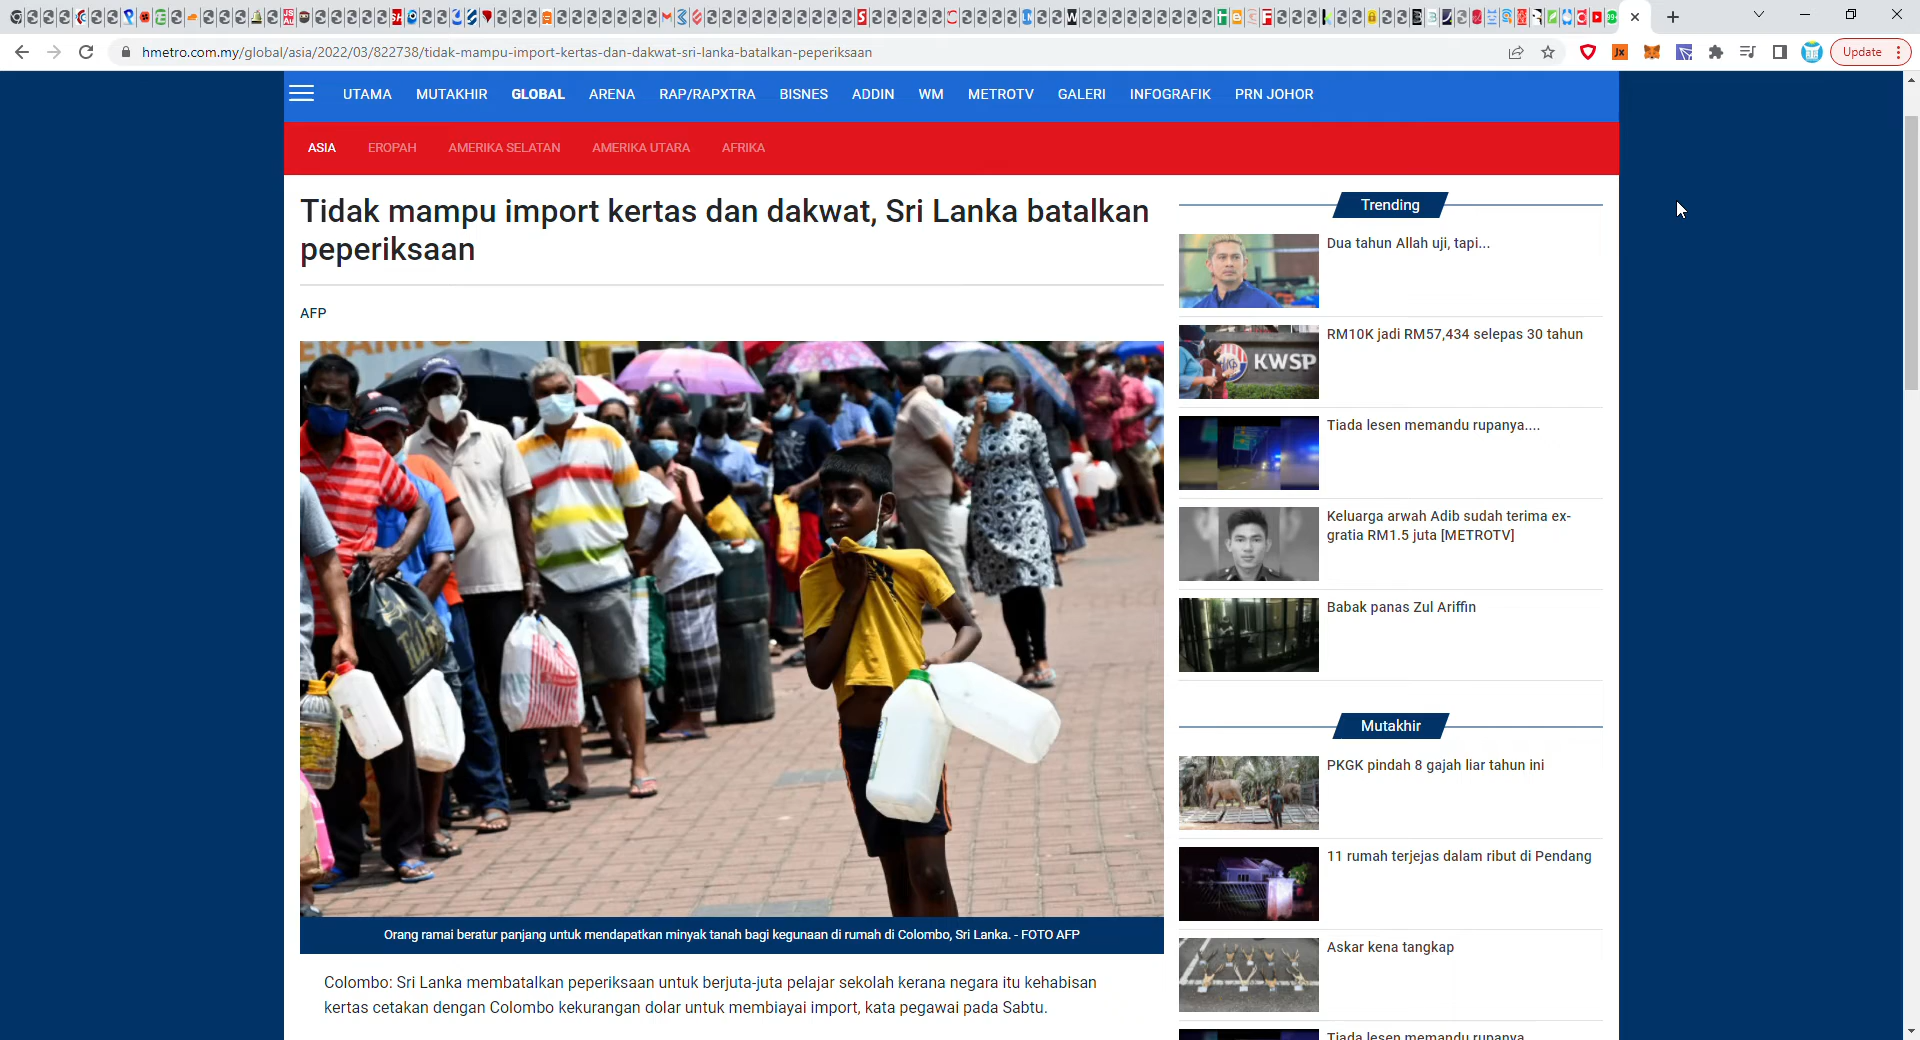 hmetro.com.my/global/asia/2022/03/822738/tidak-mampu-import-kertas-dan-dakwat-sri-lanka-batalkan-peperiksaan
Update
UTAMA MUTAKHIR GLOBAL ARENA RAP/RAPXTRA BISNES ADDIN WM METROTV GALERI INFOGRAFIK PRN JOHOR
ASIA EROPAH AMERIKA SELATAN AMERIKA UTARA AFRIKA
Tidak mampu import kertas dan dakwat, Sri Lanka batalkan
peperiksaan
AFP
Orang ramai beratur panjang untuk mendapatkan minyak tanah bagi kegunaan di rumah di Colombo, Sri Lanka. - FOTO AFP
Colombo: Sri Lanka membatalkan peperiksaan untuk berjuta-juta pelajar sekolah kerana negara itu kehabisan
kertas cetakan dengan Colombo kekurangan dolar untuk membiayai import, kata pegawai pada Sabtu.
Trending
Dua tahun Allah uji, tapi...
KWSP
RM10K jadi RM57,434 selepas 30 tahun
Tiada lesen memandu rupanya....
Keluarga arwah Adib sudah terima ex-
gratia RM1.5 juta [METROTV]
Babak panas Zul Ariffin
Mutakhir
PKGK pindah 8 gajah liar tahun ini
11 rumah terjejas dalam ribut di Pendang
Askar kena tangkap
Tiada lesen memandu rupanya